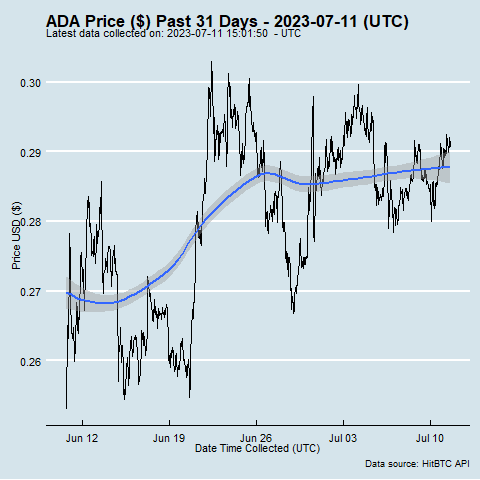 ADA Price ($) Past 31 Days - 2023-07-11 (UTC)
Latest data collected on: 2023-07-11 15:01:50 - UTC
Price USD ($)
0.30
0.29
0.28
0.27
0.26
Jun 12
Jun 19
Jun 26
Jul 03
Jul 10
Date Time Collected (UTC)
Data source: HitBTC API